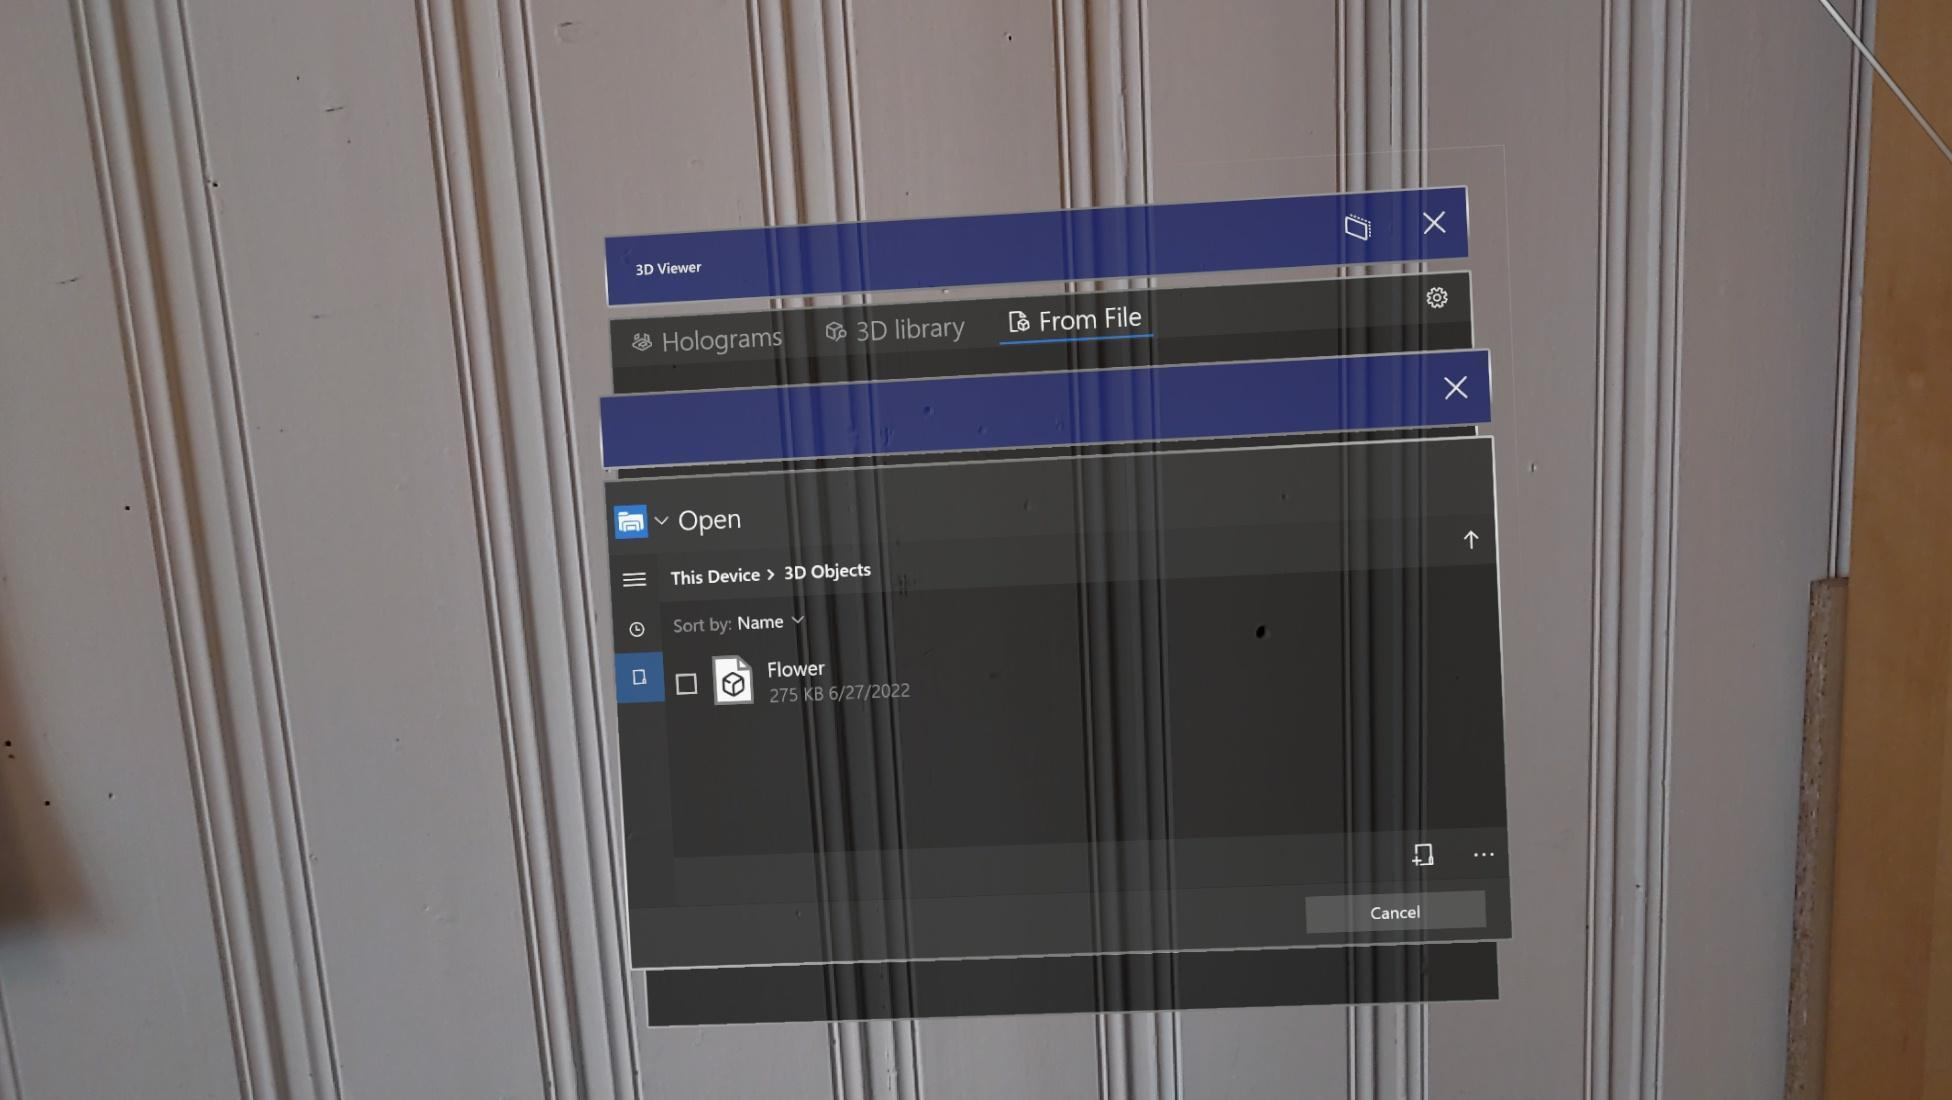 3D Viewer
Holograms 3D library From File
Open
This Device > 3D Objects
Sort by: Name
Flower
275 KB 6/27/2022
...
Cancel